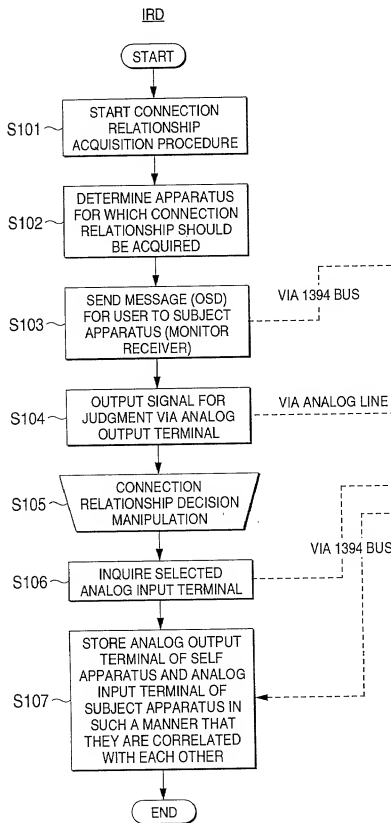 IRD
START
S101
START CONNECTION
RELATIONSHIP
ACQUISITION PROCEDURE
S102
DETERMINE APPARATUS
FOR WHICH CONNECTION
RELATIONSHIP SHOULD
BE ACQUIRED
S103
SEND MESSAGE (OSD)
FOR USER TO SUBJECT
APPARATUS (MONITOR
RECEIVER)
VIA 1394 BUS
S104
OUTPUT SIGNAL FOR
JUDGMENT VIA ANALOG
OUTPUT TERMINAL
VIA ANALOG LINE
S105
CONNECTION
RELATIONSHIP DECISION
MANIPULATION
VIA 1394 BUS
S106
INQUIRE SELECTED
ANALOG INPUT TERMINAL
S107
STORE ANALOG OUTPUT
TERMINAL OF SELF
APPARATUS AND ANALOG
INPUT TERMINAL OF
SUBJECT APPARATUS IN
SUCH A MANNER THAT
THEY ARE CORRELATED
WITH EACH OTHER
END